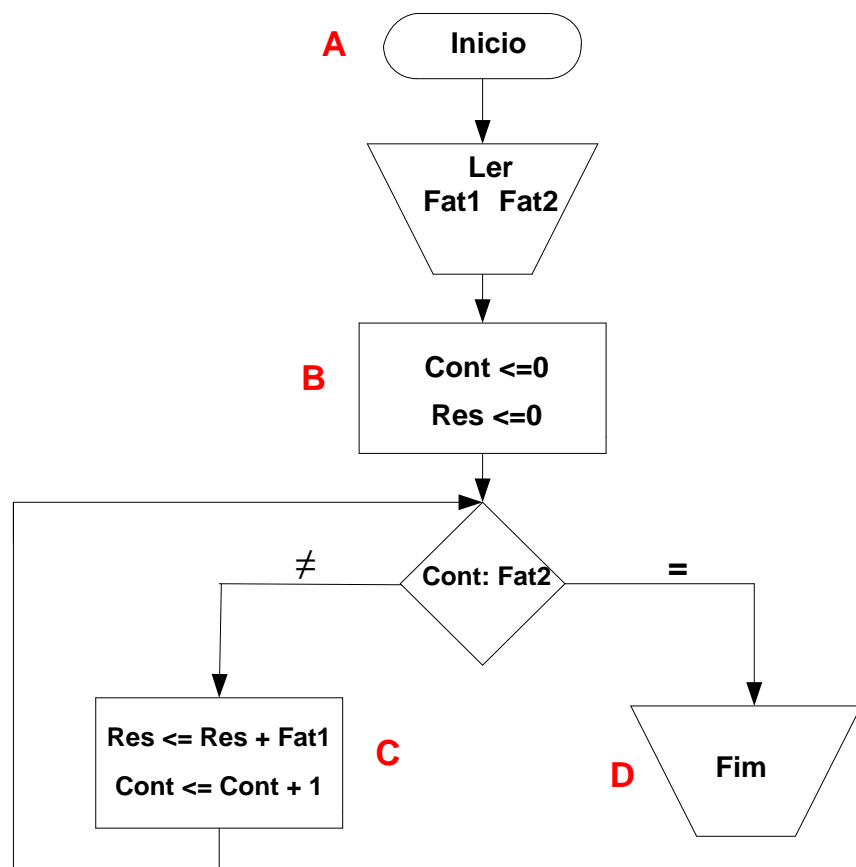 A
Inicio
Ler
Fat1 Fat2
B
Cont <=0
Res <=0
≠
Cont: Fat2
=
Res <= Res + Fat1
Cont <= Cont + 1
C
D
Fim